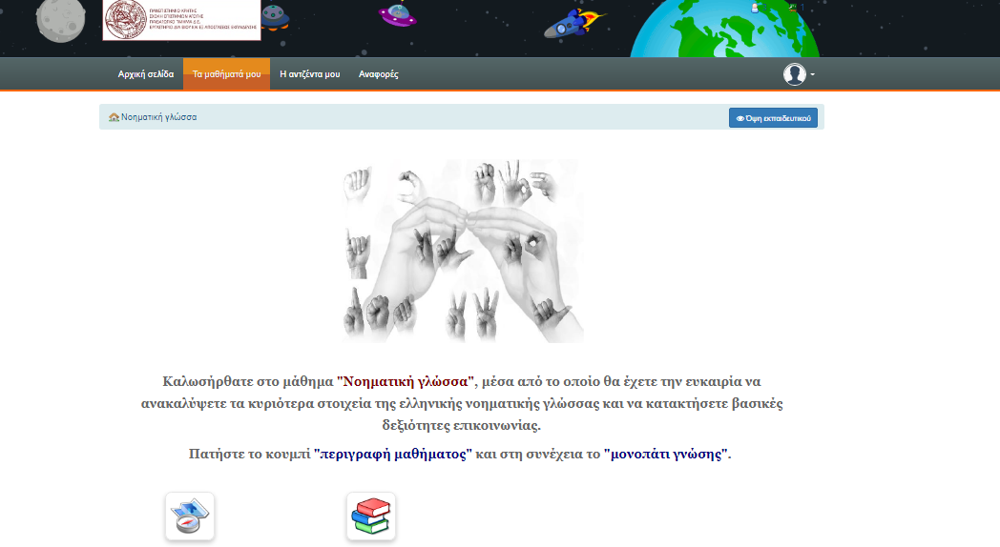 ΠΑΝΕΠΙΣΤΗΜΙΟ ΚΡΗΤΗΣ
ΣΧΟΛΗ ΕΠΙΣΤΗΜΩΝ ΑΓΩΓΗΣ
ΠΑΙΔΑΓΩΓΙΚΟ ΤΜΗΜΑ Δ.Ε.
ΕΡΓΑΣΤΗΡΙΟ ΔΙΑ ΒΙΟΥ ΚΑΙ ΕΞ ΑΠΟΣΤΑΣΕΩΣ ΕΚΠΑΙΔΕΥΣΗΣ
Αρχική σελίδα Τα μαθήματά μου Η αντζέντα μου Αναφορές
Νοηματική γλώσσα
Όψη εκπαιδευτικού
Καλωσήρθατε στο μάθημα "Νοηματική γλώσσα", μέσα από το οποίο θα έχετε την ευκαιρία να
ανακαλύψετε τα κυριότερα στοιχεία της ελληνικής νοηματικής γλώσσας και να κατακτήσετε βασικές
δεξιότητες επικοινωνίας.
Πατήστε το κουμπί "περιγραφή μαθήματος" και στη συνέχεια το "μονοπάτι γνώσης".